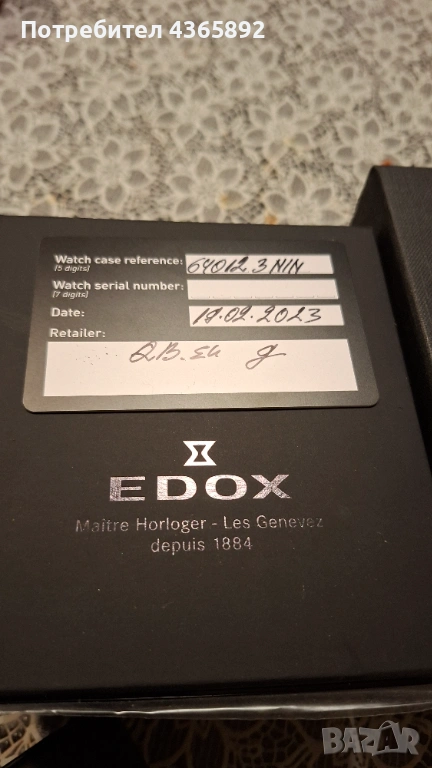 Потребител 4365892
Watch case reference: 64012 3 NIN
(5 digits)
Watch serial number:
(7 digits)
Date: 17.02.2023
Retailer:
EDOX
Maître Horloger - Les Genevez
depuis 1884
BAZAR